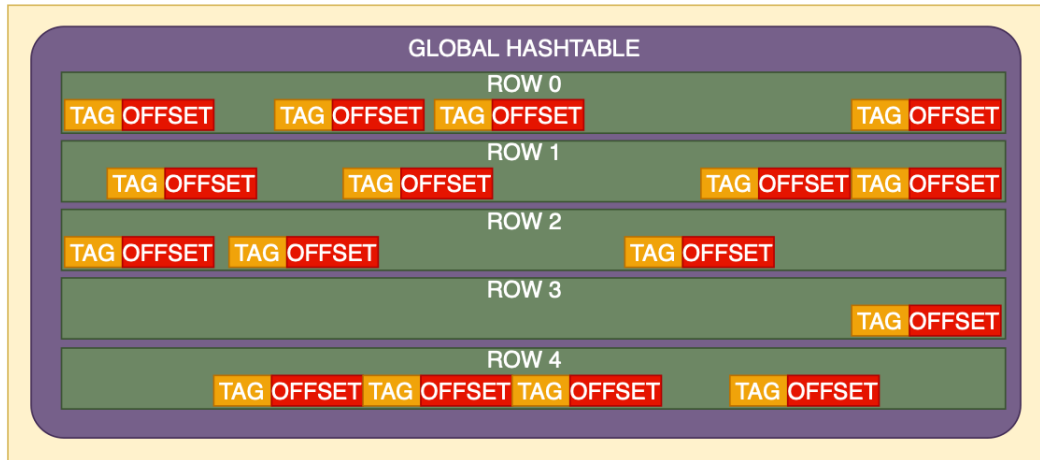 GLOBAL HASHTABLE
ROW 0
TAG OFFSET TAG OFFSET TAG OFFSET TAG OFFSET
ROW 1
TAG OFFSET TAG OFFSET TAG OFFSET TAG OFFSET
ROW 2
TAG OFFSET TAG OFFSET TAG OFFSET
ROW 3
TAG OFFSET
ROW 4
TAG OFFSET TAG OFFSET TAG OFFSET TAG OFFSET